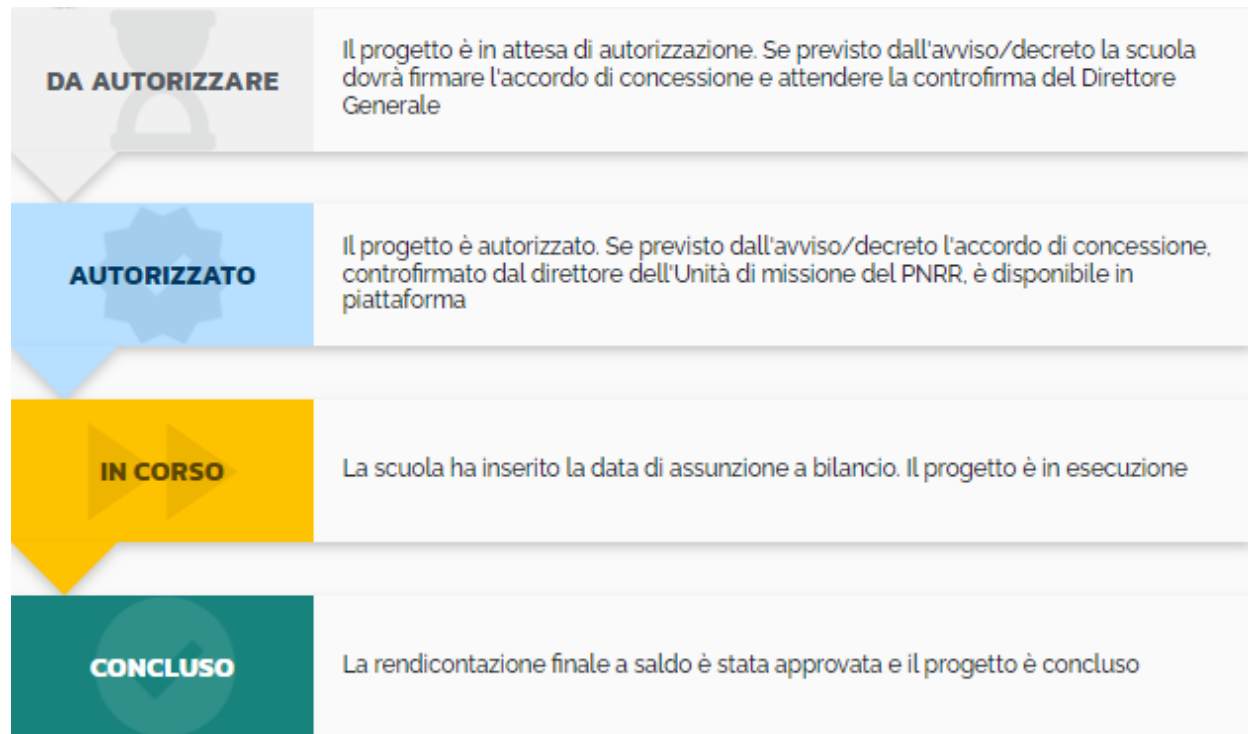 DA AUTORIZZARE
Il progetto è in attesa di autorizzazione. Se previsto dall'avviso/decreto la scuola
dovrà firmare l'accordo di concessione e attendere la controfirma del Direttore
Generale
AUTORIZZATO
Il progetto è autorizzato. Se previsto dall'avviso/decreto l'accordo di concessione,
controfirmato dal direttore dell'Unità di missione del PNRR, è disponibile in
piattaforma
IN CORSO
La scuola ha inserito la data di assunzione a bilancio. Il progetto è in esecuzione
CONCLUSO
La rendicontazione finale a saldo è stata approvata e il progetto è concluso